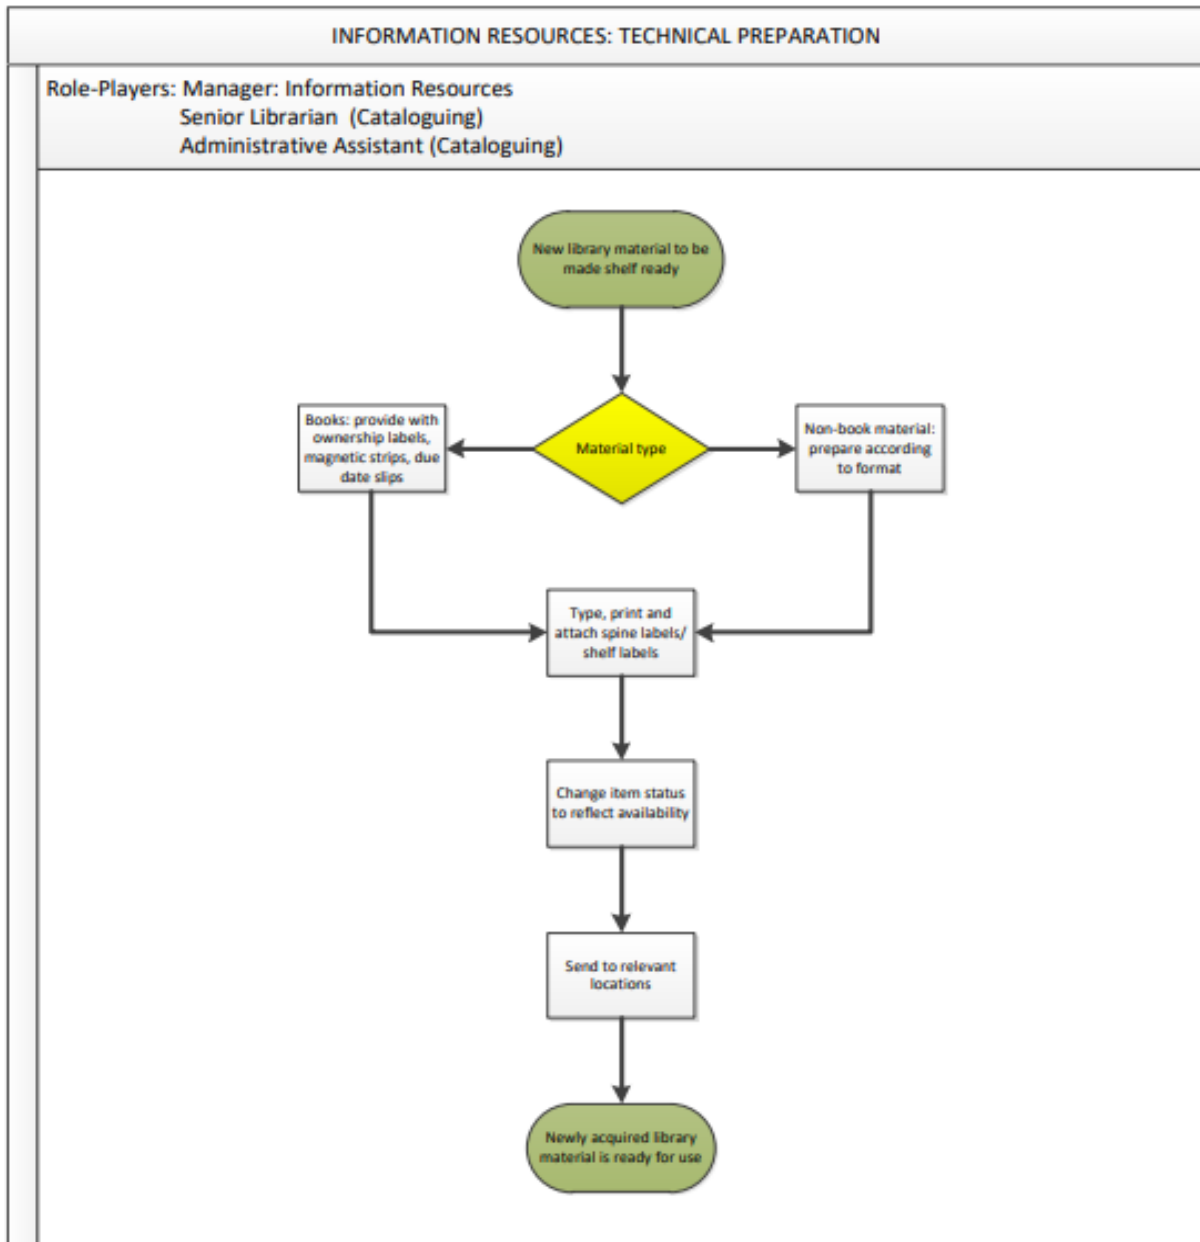 INFORMATION RESOURCES: TECHNICAL PREPARATION
Role-Players: Manager: Information Resources
Senior Librarian (Cataloguing)
Administrative Assistant (Cataloguing)
New library material to be
made shelf ready
Books: provide with
ownership labels,
magnetic strips, due
date slips
Material type
Non-book material:
prepare according
to format
Type, print and
attach spine labels/
shelf labels
Change item status
to reflect availability
Send to relevant
locations
Newly acquired library
material is ready for use